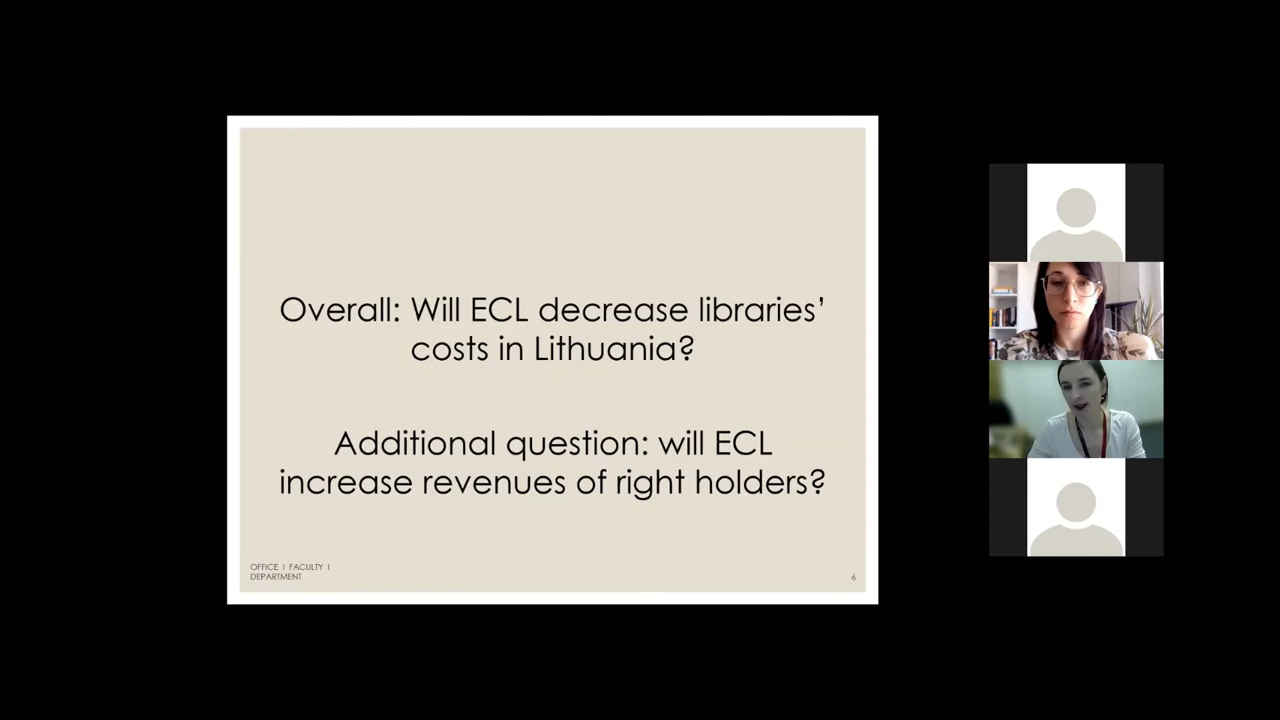 Overall: Will ECL decrease libraries’
costs in Lithuania?
Additional question: will ECL
increase revenues of right holders?
OFFICE | FACULTY |
DEPARTMENT
6